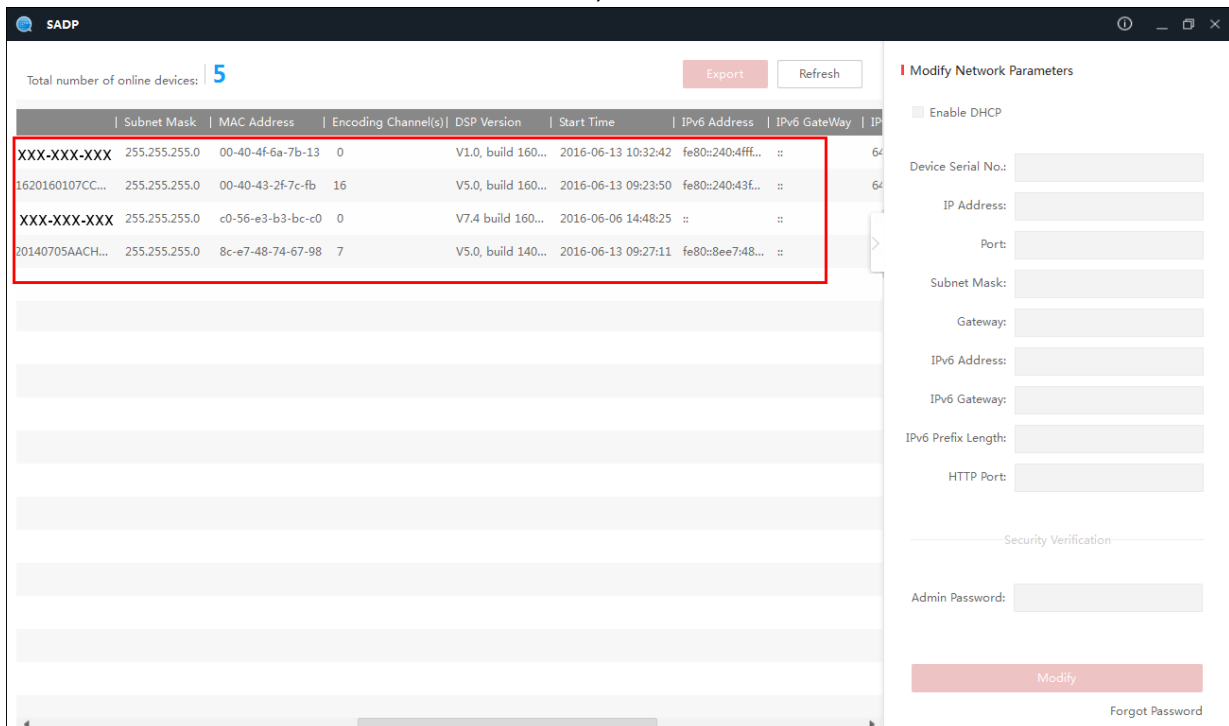 SADP
Total number of online devices: 5 Export Refresh
Subnet Mask MAC Address Encoding Channel(s) DSP Version Start Time IPv6 Address IPv6 GateWay IP
XXX-XXX-XXX 255.255.255.0 00-40-4f-6a-7b-13 0 V1.0, build 160... 2016-06-13 10:32:42 fe80::240:4fff... :: 64
1620160107CC... 255.255.255.0 00-40-43-2f-7c-fb 16 V5.0, build 160... 2016-06-13 09:23:50 fe80::240:43f... :: 64
XXX-XXX-XXX 255.255.255.0 c0-56-e3-b3-bc-c0 0 V7.4 build 160... 2016-06-06 14:48:25 :: ::
20140705AACH... 255.255.255.0 8c-e7-48-74-67-98 7 V5.0, build 140... 2016-06-13 09:27:11 fe80::8ee7:48... ::
Modify Network Parameters
Enable DHCP
Device Serial No.:
IP Address:
Port:
Subnet Mask:
Gateway:
IPv6 Address:
IPv6 Gateway:
IPv6 Prefix Length:
HTTP Port:
Security Verification
Admin Password:
Modify
Forgot Password